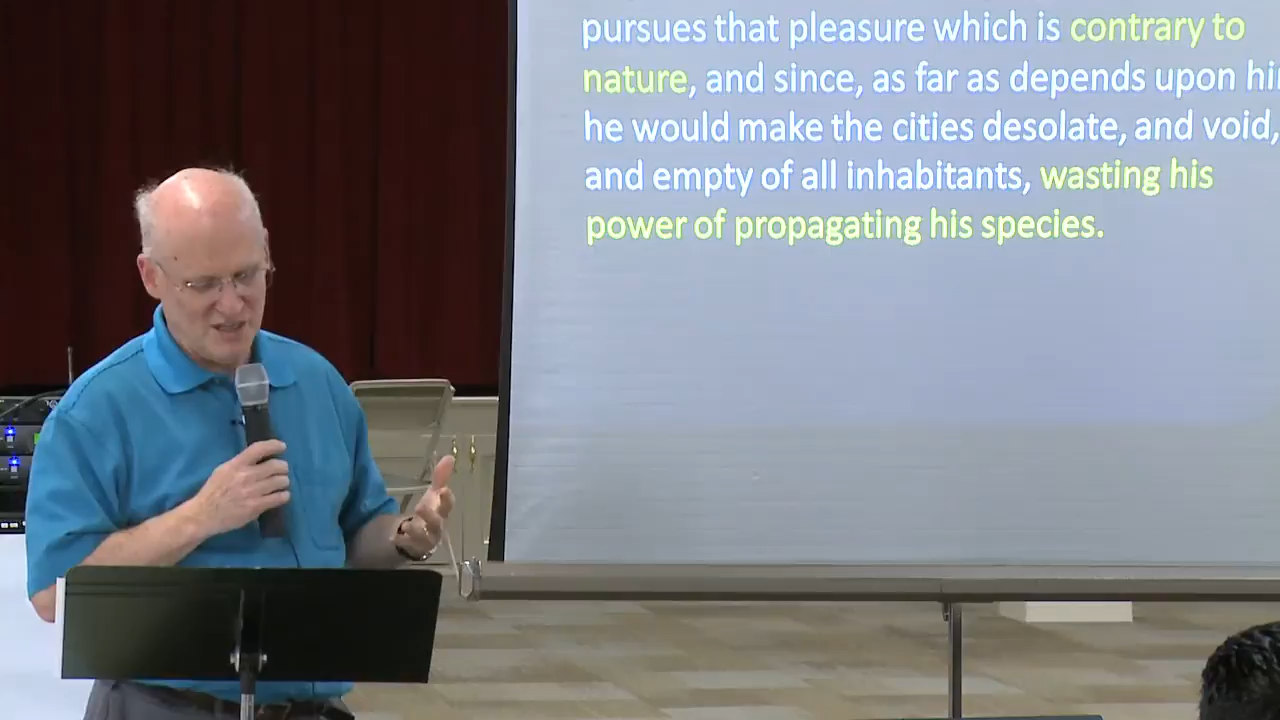 pursues that pleasure which is contrary to
nature, and since, as far as depends upon
he would make the cities desolate, and void,
and empty of all inhabitants, wasting his
power of propagating his species.